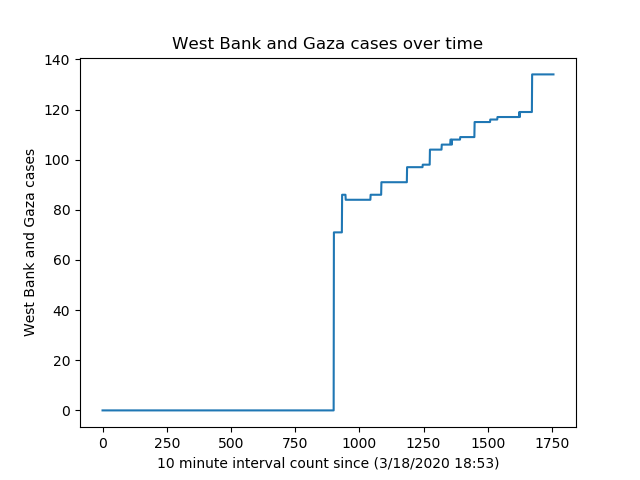 West Bank and Gaza cases over time
140
120
100
80
60
40
20
0
West Bank and Gaza cases
0 250 500 750 1000 1250 1500 1750
10 minute interval count since (3/18/2020 18:53)